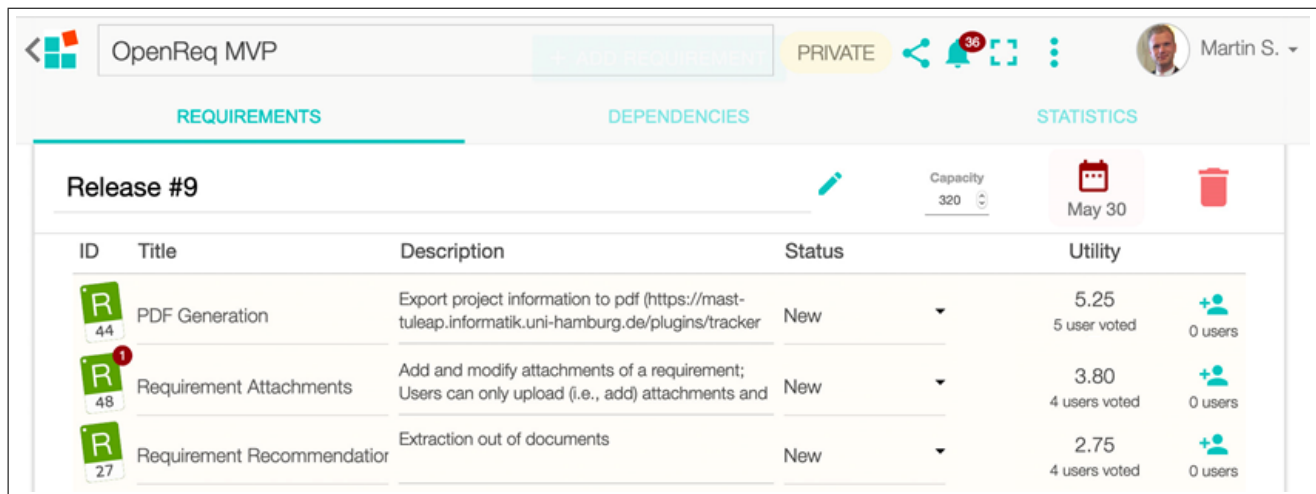 OpenReq MVP
+ ADD REQUIREMENT
PRIVATE
36
Martin S.
REQUIREMENTS DEPENDENCIES STATISTICS
Release #9
Capacity
320
May 30
ID Title Description Status Utility
R
44
PDF Generation
Export project information to pdf (https://mast-
tuleap.informatik.uni-hamburg.de/plugins/tracker
New
5.25
5 user voted
0 users
1
R
48
Requirement Attachments
Add and modify attachments of a requirement;
Users can only upload (i.e., add) attachments and
New
3.80
4 users voted
0 users
R
27
Requirement Recommendation
Extraction out of documents
New
2.75
4 users voted
0 users